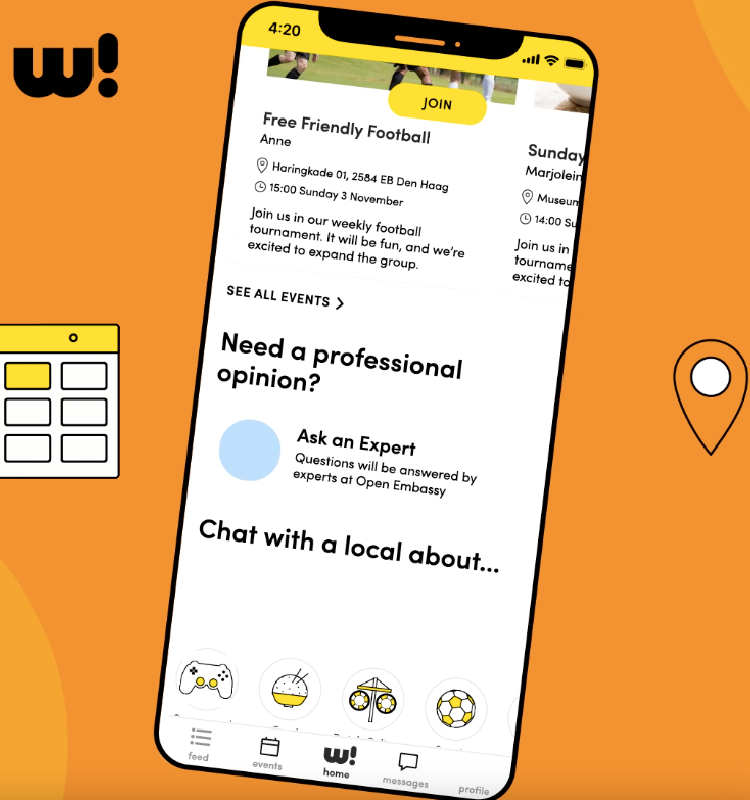 w!
4:20
JOIN
Free Friendly Football
Anne
Haringkade 01, 2584 EB Den Haag
15:00 Sunday 3 November
Join us in our weekly football
tournament. It will be fun, and we're
excited to expand the group.
Sunday
Marjolein
Museum
14:00 Su
Join us in
tourname
excited to
SEE ALL EVENTS
Need a professional
opinion?
Ask an Expert
Questions will be answered by
experts at Open Embassy
Chat with a local about...
feed
events
w!
home
messages
profile